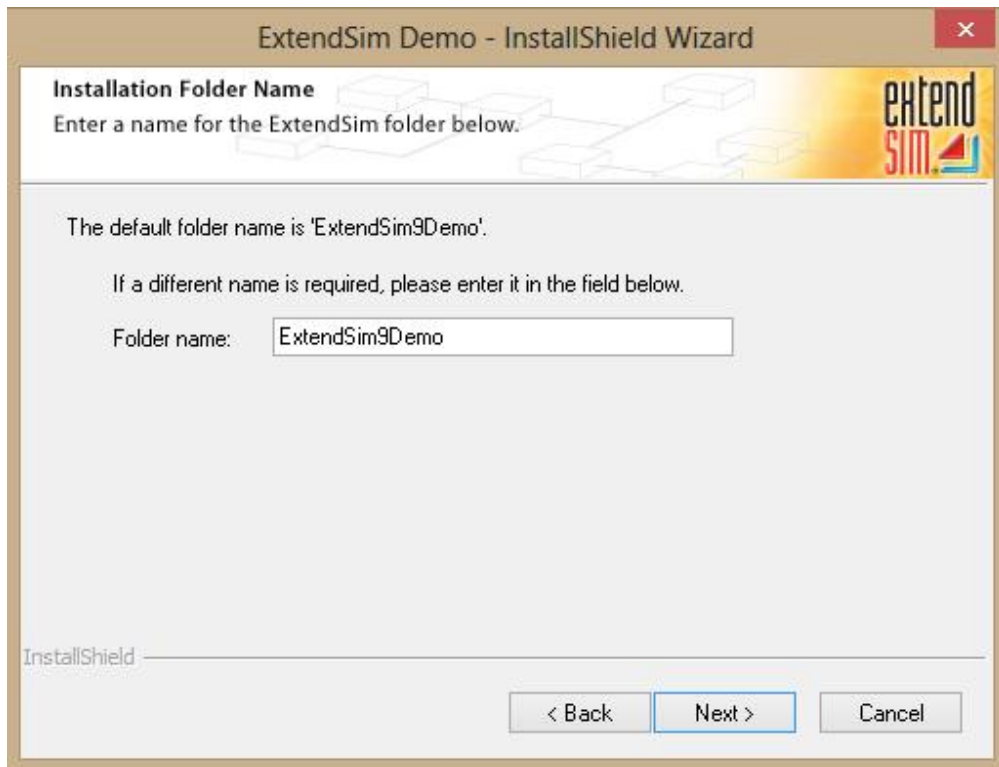 ExtendSim Demo - InstallShield Wizard
Installation Folder Name
Enter a name for the ExtendSim folder below.
extend
SIM
The default folder name is 'ExtendSim9Demo'.
If a different name is required, please enter it in the field below.
Folder name: ExtendSim9Demo
InstallShield
< Back Next > Cancel